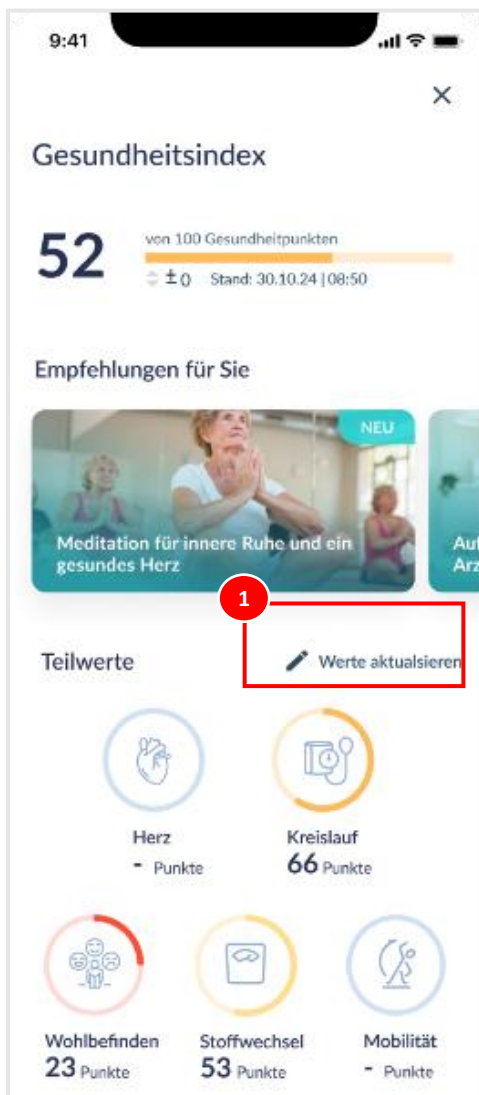 9:41
Gesundheitsindex
52
von 100 Gesundheitpunkten
±0 Stand: 30.10.24 | 08:50
Empfehlungen für Sie
NEU
Meditation für innere Ruhe und ein
gesundes Herz
Auf
Arz
1
Teilwerte
Werte aktualsieren
Herz
- Punkte
Kreislauf
66 Punkte
Wohlbefinden
23 Punkte
Stoffwechsel
53 Punkte
Mobilität
- Punkte